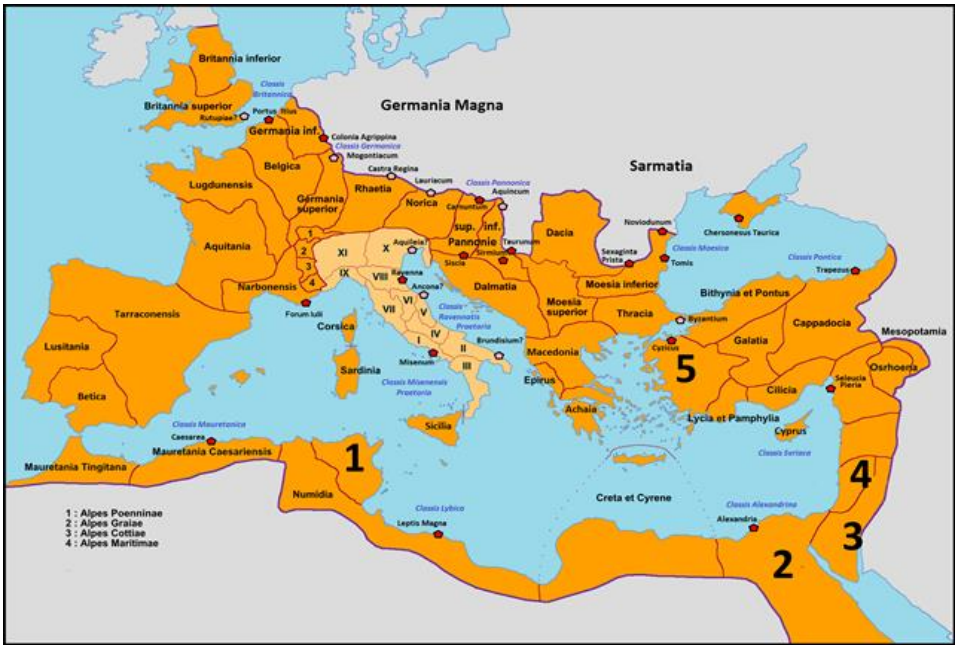 Britannia inferior
Classis
Britannica
Germania Magna
Britannia superior
Portus Itius
Rutupiae?
Germania inf.
Colonia Agrippina
Classis Germanica
Mogontiacum
Sarmatia
Belgica
Castra Regina
Lauriacum
Classis Pannonica
Aquincum
Lugdunensis
Rhaetia
Germania
superior
Norica
Carnuntum
sup.
inf.
Dacia
Noviodunum
Chersonesus Taurica
1
Aquitania
2
3
4
XI
X
Aquileia?
Pannonie
Taurunum
Sirmium
Siscia
Sexaginta
Prista
Classis Moesica
Tomis
Classis Pontica
Trapezus
IX
VIII
Ravenna
Narbonensis
Forum Iulii
Ancona?
Dalmatia
Moesia inferior
Bithynia et Pontus
VI
V
VII
Classis
Ravennatis
Praetoria
Moesia
superior
Thracia
Byzantium
Tarraconensis
Corsica
IV
I
II
III
Brundisium?
Cappadocia
Mesopotamia
Galatia
Cyzicus
Lusitania
Misenum
Macedonia
5
Osrhoena
Sardinia
Classis Misenensis
Praetoria
Epirus
Cilicia
Seleucia
Pieria
Betica
Achaia
Lycia et Pamphylia
Sicilia
Cyprus
Classis Mauretanica
Caesarea
Mauretania Caesariensis
Classis Seriaca
Mauretania Tingitana
1
4
Numidia
Creta et Cyrene
Classis Lybica
Leptis Magna
Classis Alexandrina
Alexandria
3
2
1 : Alpes Poenninae
2 : Alpes Graiae
3 : Alpes Cottiae
4 : Alpes Maritimae